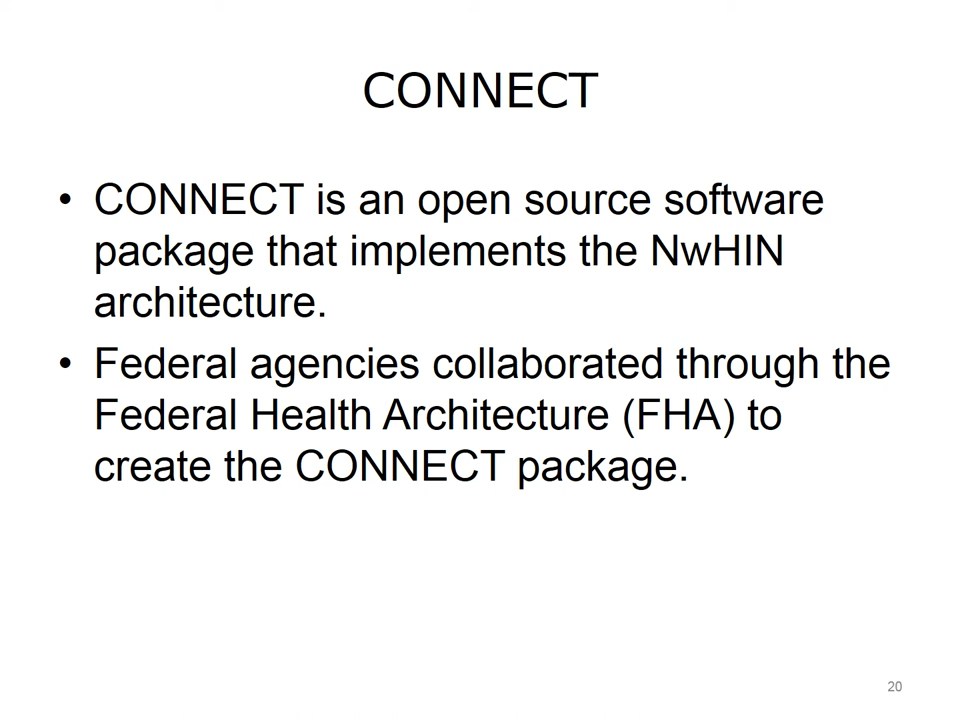 CONNECT
• CONNECT is an open source software
package that implements the NwHIN
architecture.
• Federal agencies collaborated through the
Federal Health Architecture (FHA) to
create the CONNECT package.
20